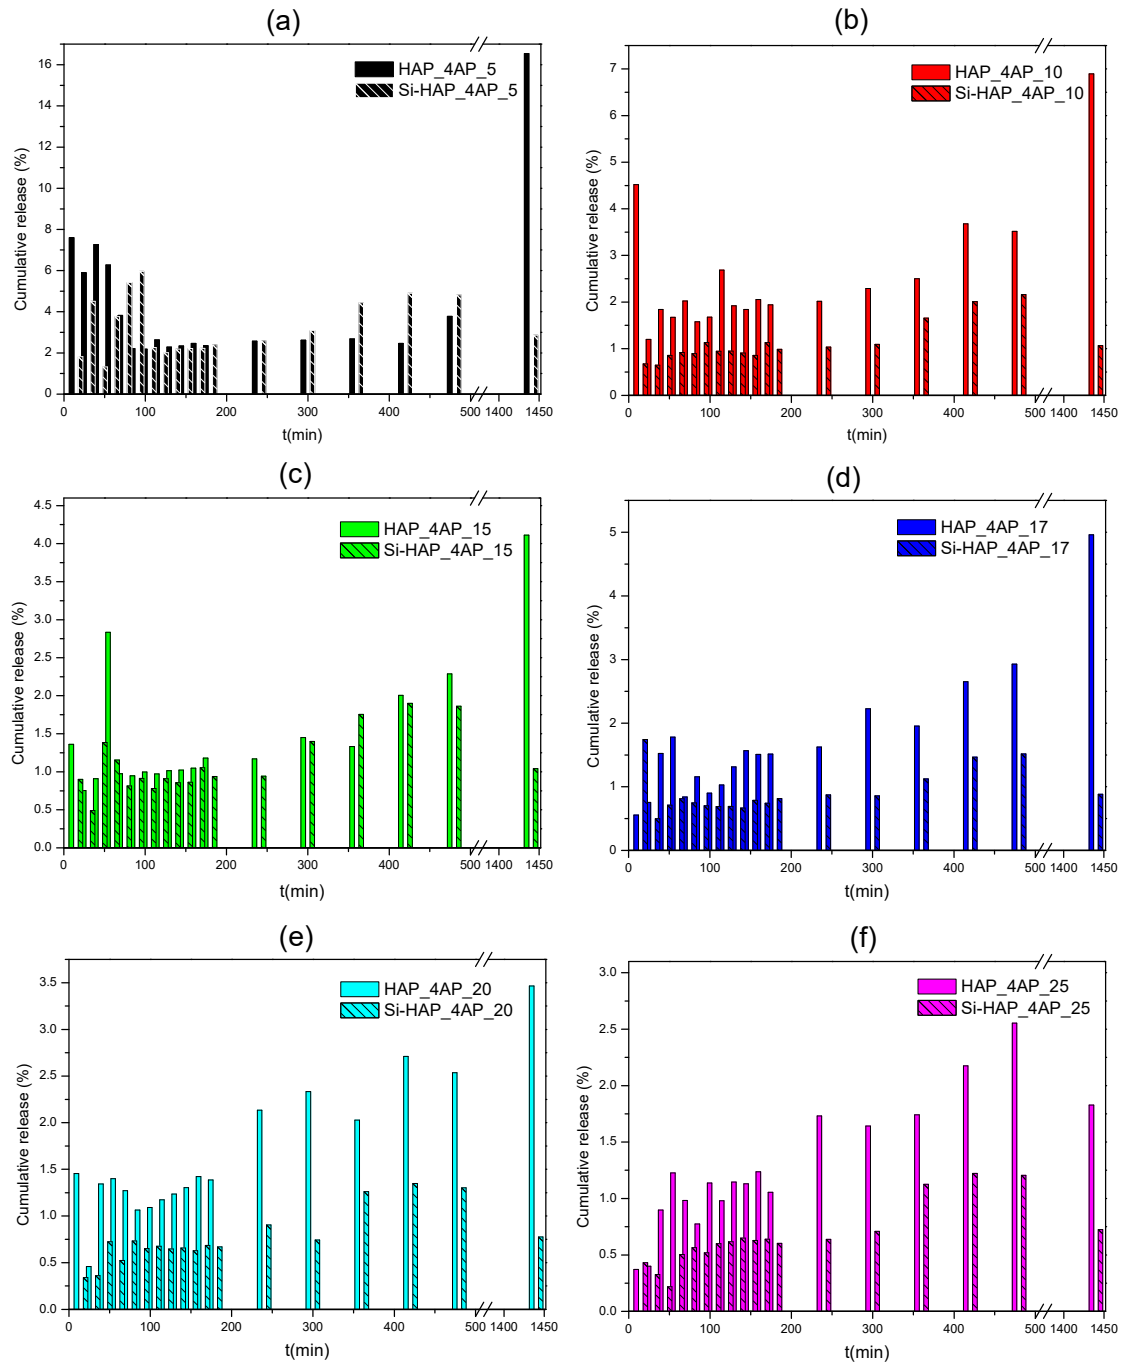 (a)
16
14
12
10
8
6
4
2
0
Cumulative release (%)
HAP_4AP_5
Si-HAP_4AP_5
0 100 200 300 400 500 1400 1450
t(min)
(b)
7
6
5
4
3
2
1
0
Cumulative release (%)
HAP_4AP_10
Si-HAP_4AP_10
0 100 200 300 400 500 1400 1450
t(min)
(c)
4.5
4.0
3.5
3.0
2.5
2.0
1.5
1.0
0.5
0.0
Cumulative release (%)
HAP_4AP_15
Si-HAP_4AP_15
0 100 200 300 400 500 1400 1450
t(min)
(d)
5
4
3
2
1
0
Cumulative release (%)
HAP_4AP_17
Si-HAP_4AP_17
0 100 200 300 400 500 1400 1450
t(min)
(e)
3.5
3.0
2.5
2.0
1.5
1.0
0.5
0.0
Cumulative release (%)
HAP_4AP_20
Si-HAP_4AP_20
0 100 200 300 400 500 1400 1450
t(min)
(f)
3.0
2.5
2.0
1.5
1.0
0.5
0.0
Cumulative release (%)
HAP_4AP_25
Si-HAP_4AP_25
0 100 200 300 400 500 1400 1450
t(min)